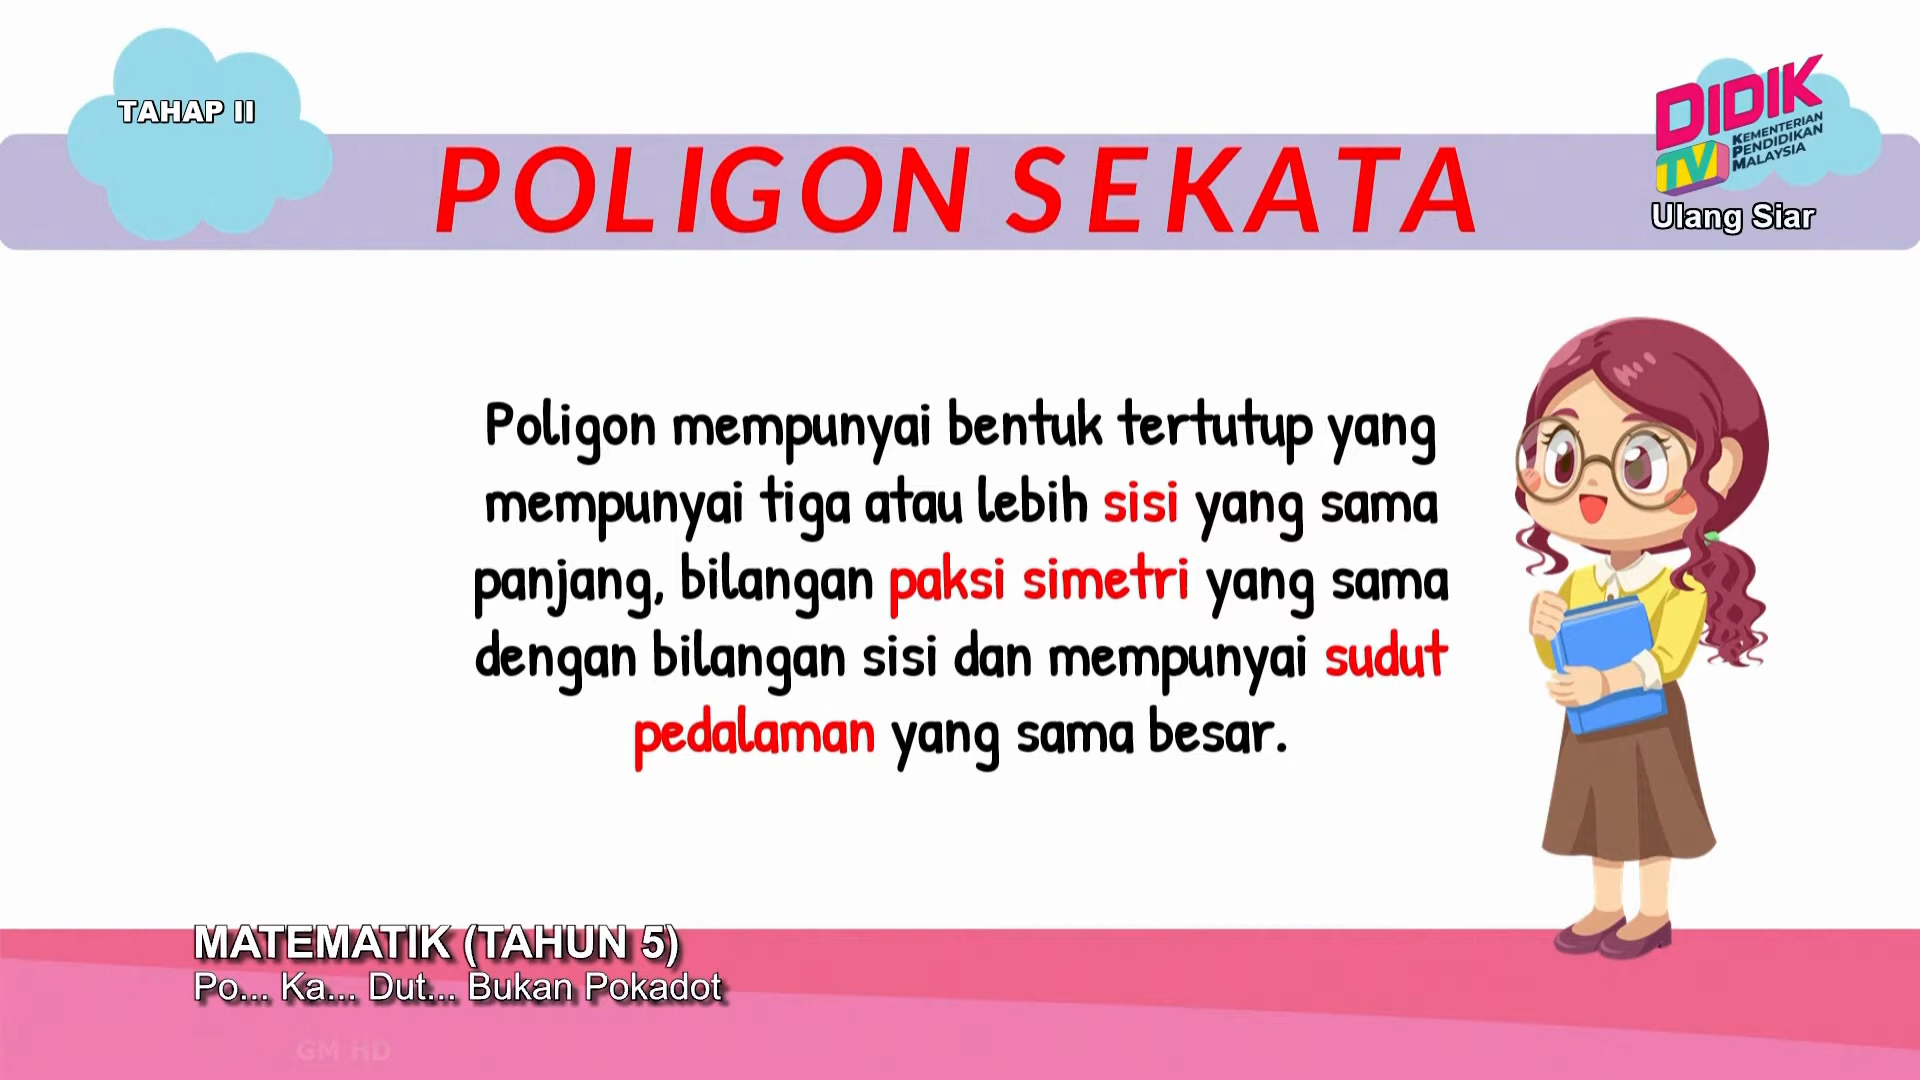 TAHAP II
DIDIK
TV
KEMENTERIAN
PENDIDIKAN
MALAYSIA
Ulang Siar
POLIGON SEKATA
Poligon mempunyai bentuk tertutup yang
mempunyai tiga atau lebih sisi yang sama
panjang, bilangan paksi simetri yang sama
dengan bilangan sisi dan mempunyai sudut
pedalaman yang sama besar.
MATEMATIK (TAHUN 5)
Po... Ka... Dut... Bukan Pokadot
GM HD